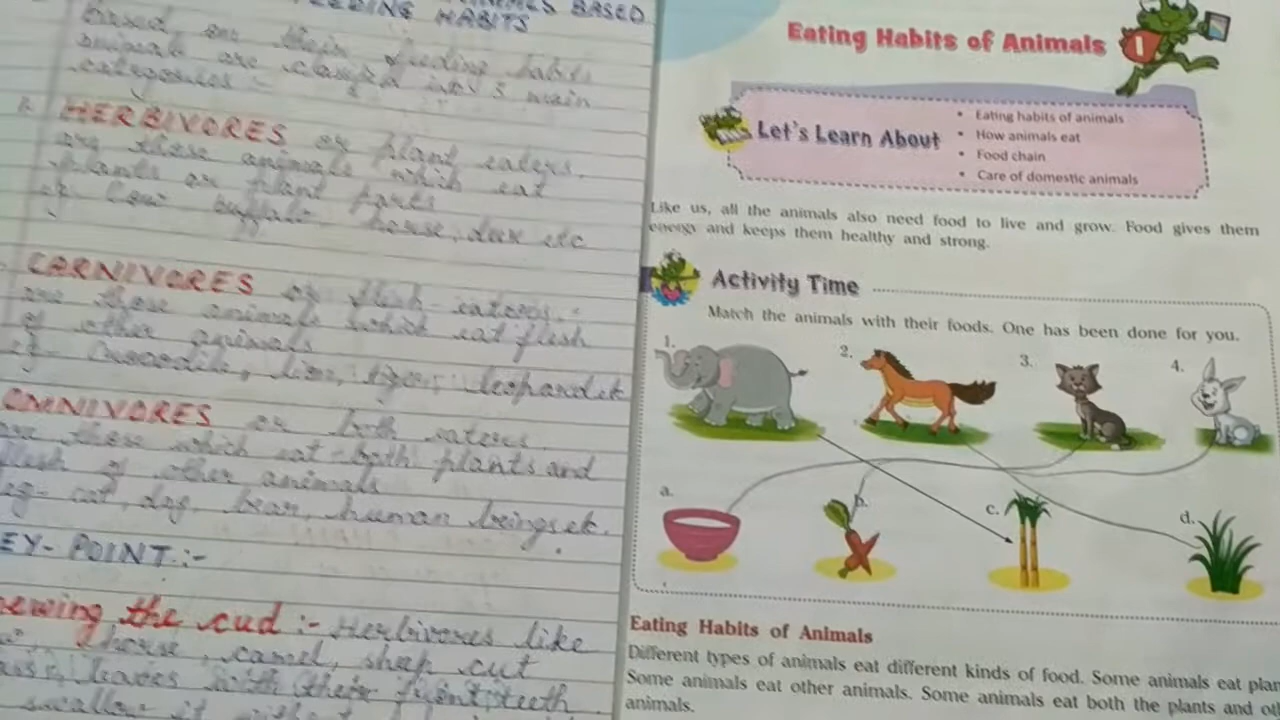 BASED
FEEDING HABITS
Based on their feeding habits
animals are classified into 3 main
categories :-
HERBIVORES or plant eaters.
are those animals which eat
plants or plant parts
eg- Cow buffalo, horse, deer etc
CARNIVORES or flesh-eaters:-
are those animals which eat flesh
of other animals
eg- Crocodile, lion, tiger, leopard etc
OMNIVORES or both eaters
are those which eat both plants and
flesh of other animals
eg- cat, dog, bear, human beings etc.
KEY-POINT:-
hewing the cud :- Herbivores like
horse, camel, sheep cut
leaves with their front teeth
swallow it without
Eating Habits of Animals
1
Let's Learn About
• Eating habits of animals
• How animals eat
• Food chain
• Care of domestic animals
Like us, all the animals also need food to live and grow. Food gives them
energy and keeps them healthy and strong.
Activity Time
Match the animals with their foods. One has been done for you.
1. 2. 3. 4.
a. b. c. d.
Eating Habits of Animals
Different types of animals eat different kinds of food. Some animals eat plan
Some animals eat other animals. Some animals eat both the plants and ot
animals.